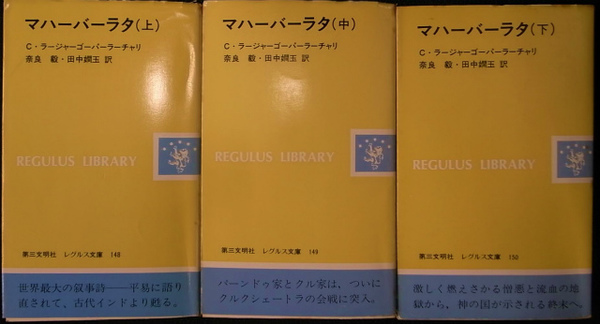 マハーバーラタ(上)
C・ラージャーゴーパーラーチャリ
奈良 毅・田中嫺玉 訳
REGULUS LIBRARY
第三文明社 レグルス文庫 148
世界最大の叙事詩——平易に語り
直されて、古代インドより甦る。
マハーバーラタ(中)
C・ラージャーゴーパーラーチャリ
奈良 毅・田中嫺玉 訳
REGULUS LIBRARY
第三文明社 レグルス文庫 149
パーンドゥ家とクル家は、ついに
クルクシェートラの会戦に突入。
マハーバーラタ(下)
C・ラージャーゴーパーラーチャリ
奈良 毅・田中嫺玉 訳
REGULUS LIBRARY
第三文明社 レグルス文庫 150
激しく燃えさかる憎悪と流血の地
獄から、神の国が示される終末へ。